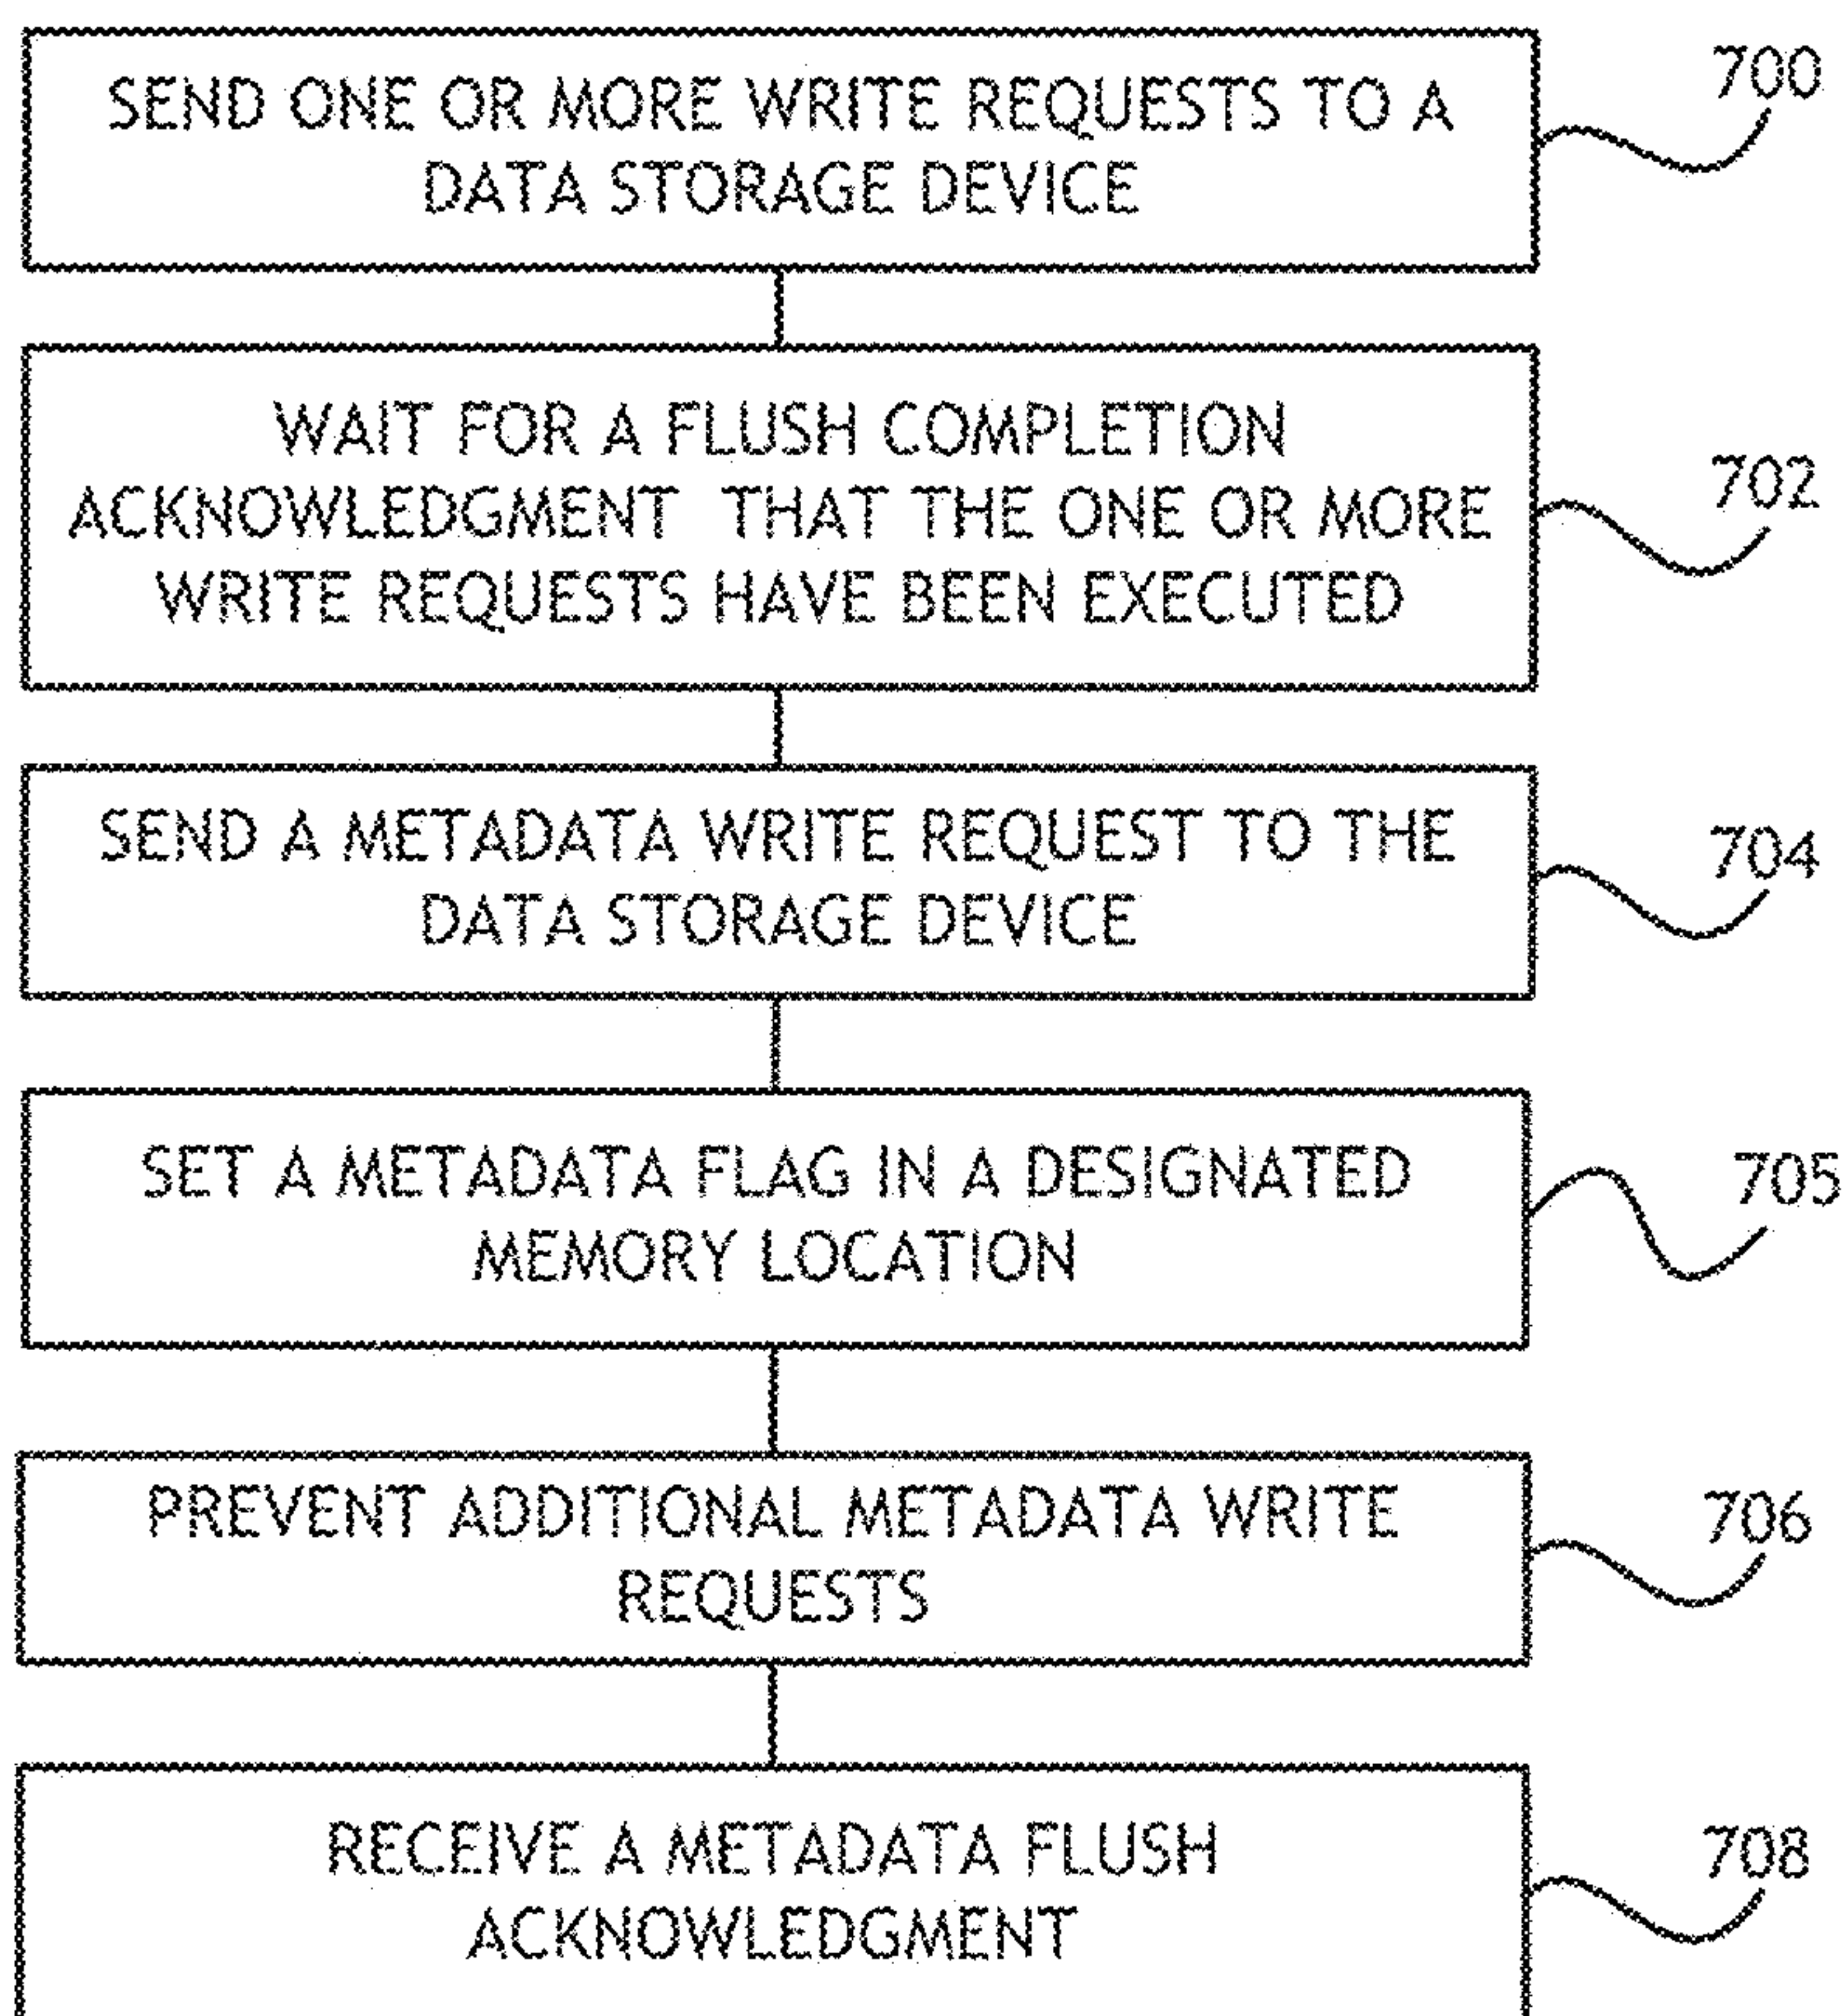 SEND ONE OR MORE WRITE REQUESTS TO A
DATA STORAGE DEVICE
700
WAIT FOR A FLUSH COMPLETION
ACKNOWLEDGMENT THAT THE ONE OR MORE
WRITE REQUESTS HAVE BEEN EXECUTED
702
SEND A METADATA WRITE REQUEST TO THE
DATA STORAGE DEVICE
704
SET A METADATA FLAG IN A DESIGNATED
MEMORY LOCATION
705
PREVENT ADDITIONAL METADATA WRITE
REQUESTS
706
RECEIVE A METADATA FLUSH
ACKNOWLEDGMENT
708